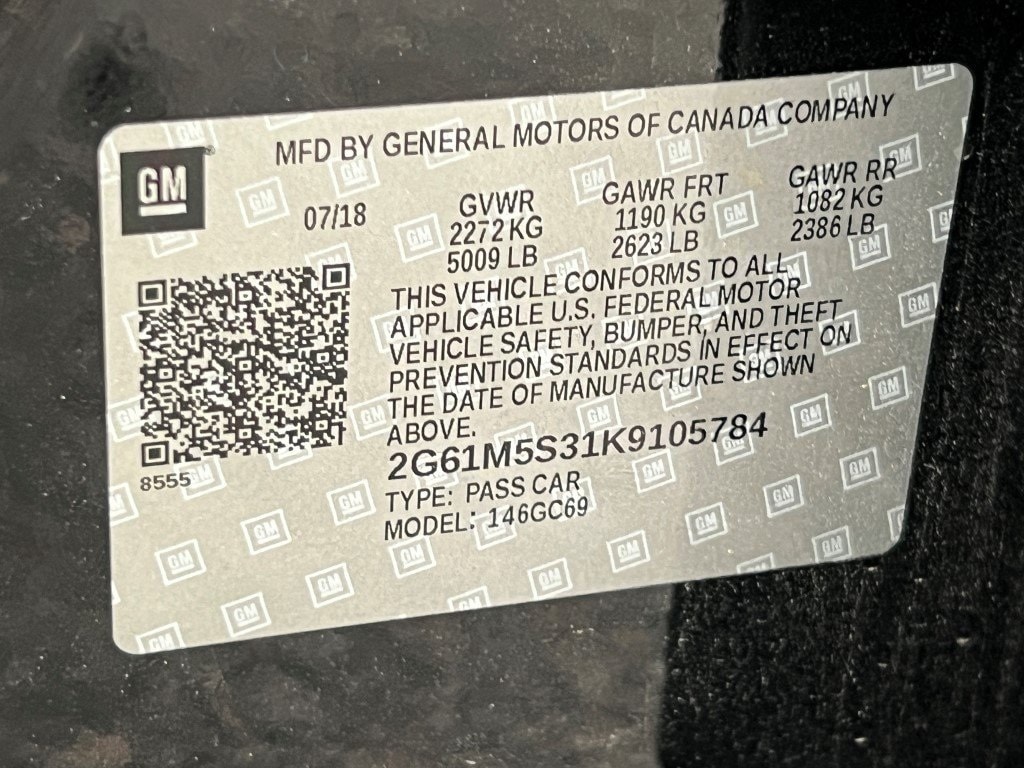 MFD BY GENERAL MOTORS OF CANADA COMPANY
GM
07/18
GVWR
2272 KG
5009 LB
GAWR FRT
1190 KG
2623 LB
GAWR RR
1082 KG
2386 LB
THIS VEHICLE CONFORMS TO ALL
APPLICABLE U.S. FEDERAL MOTOR
VEHICLE SAFETY, BUMPER, AND THEFT
PREVENTION STANDARDS IN EFFECT ON
THE DATE OF MANUFACTURE SHOWN
ABOVE.
2G61M5S31K9105784
TYPE: PASS CAR
MODEL: 146GC69
8555